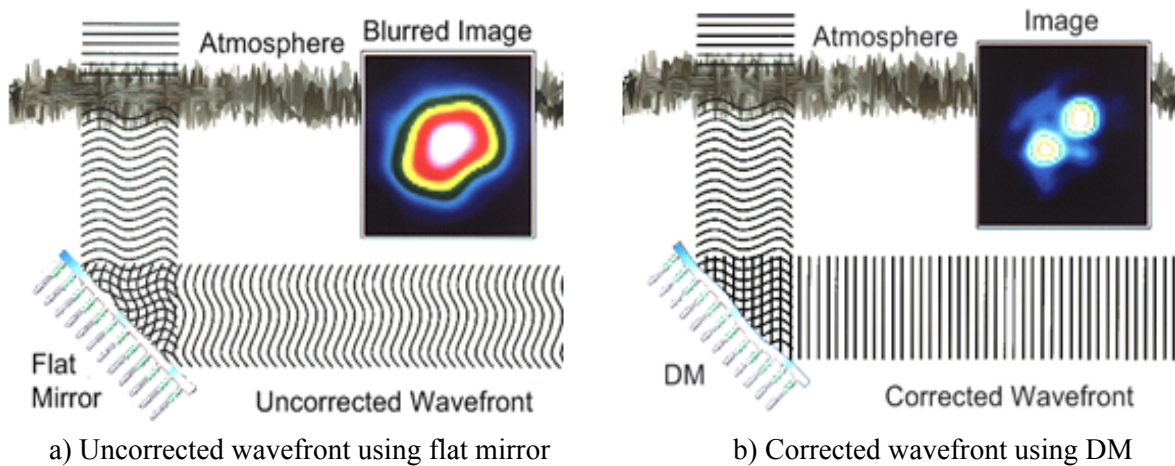 Atmosphere
Blurred Image
Flat
Mirror
Uncorrected Wavefront
a) Uncorrected wavefront using flat mirror
Atmosphere
Image
DM
Corrected Wavefront
b) Corrected wavefront using DM